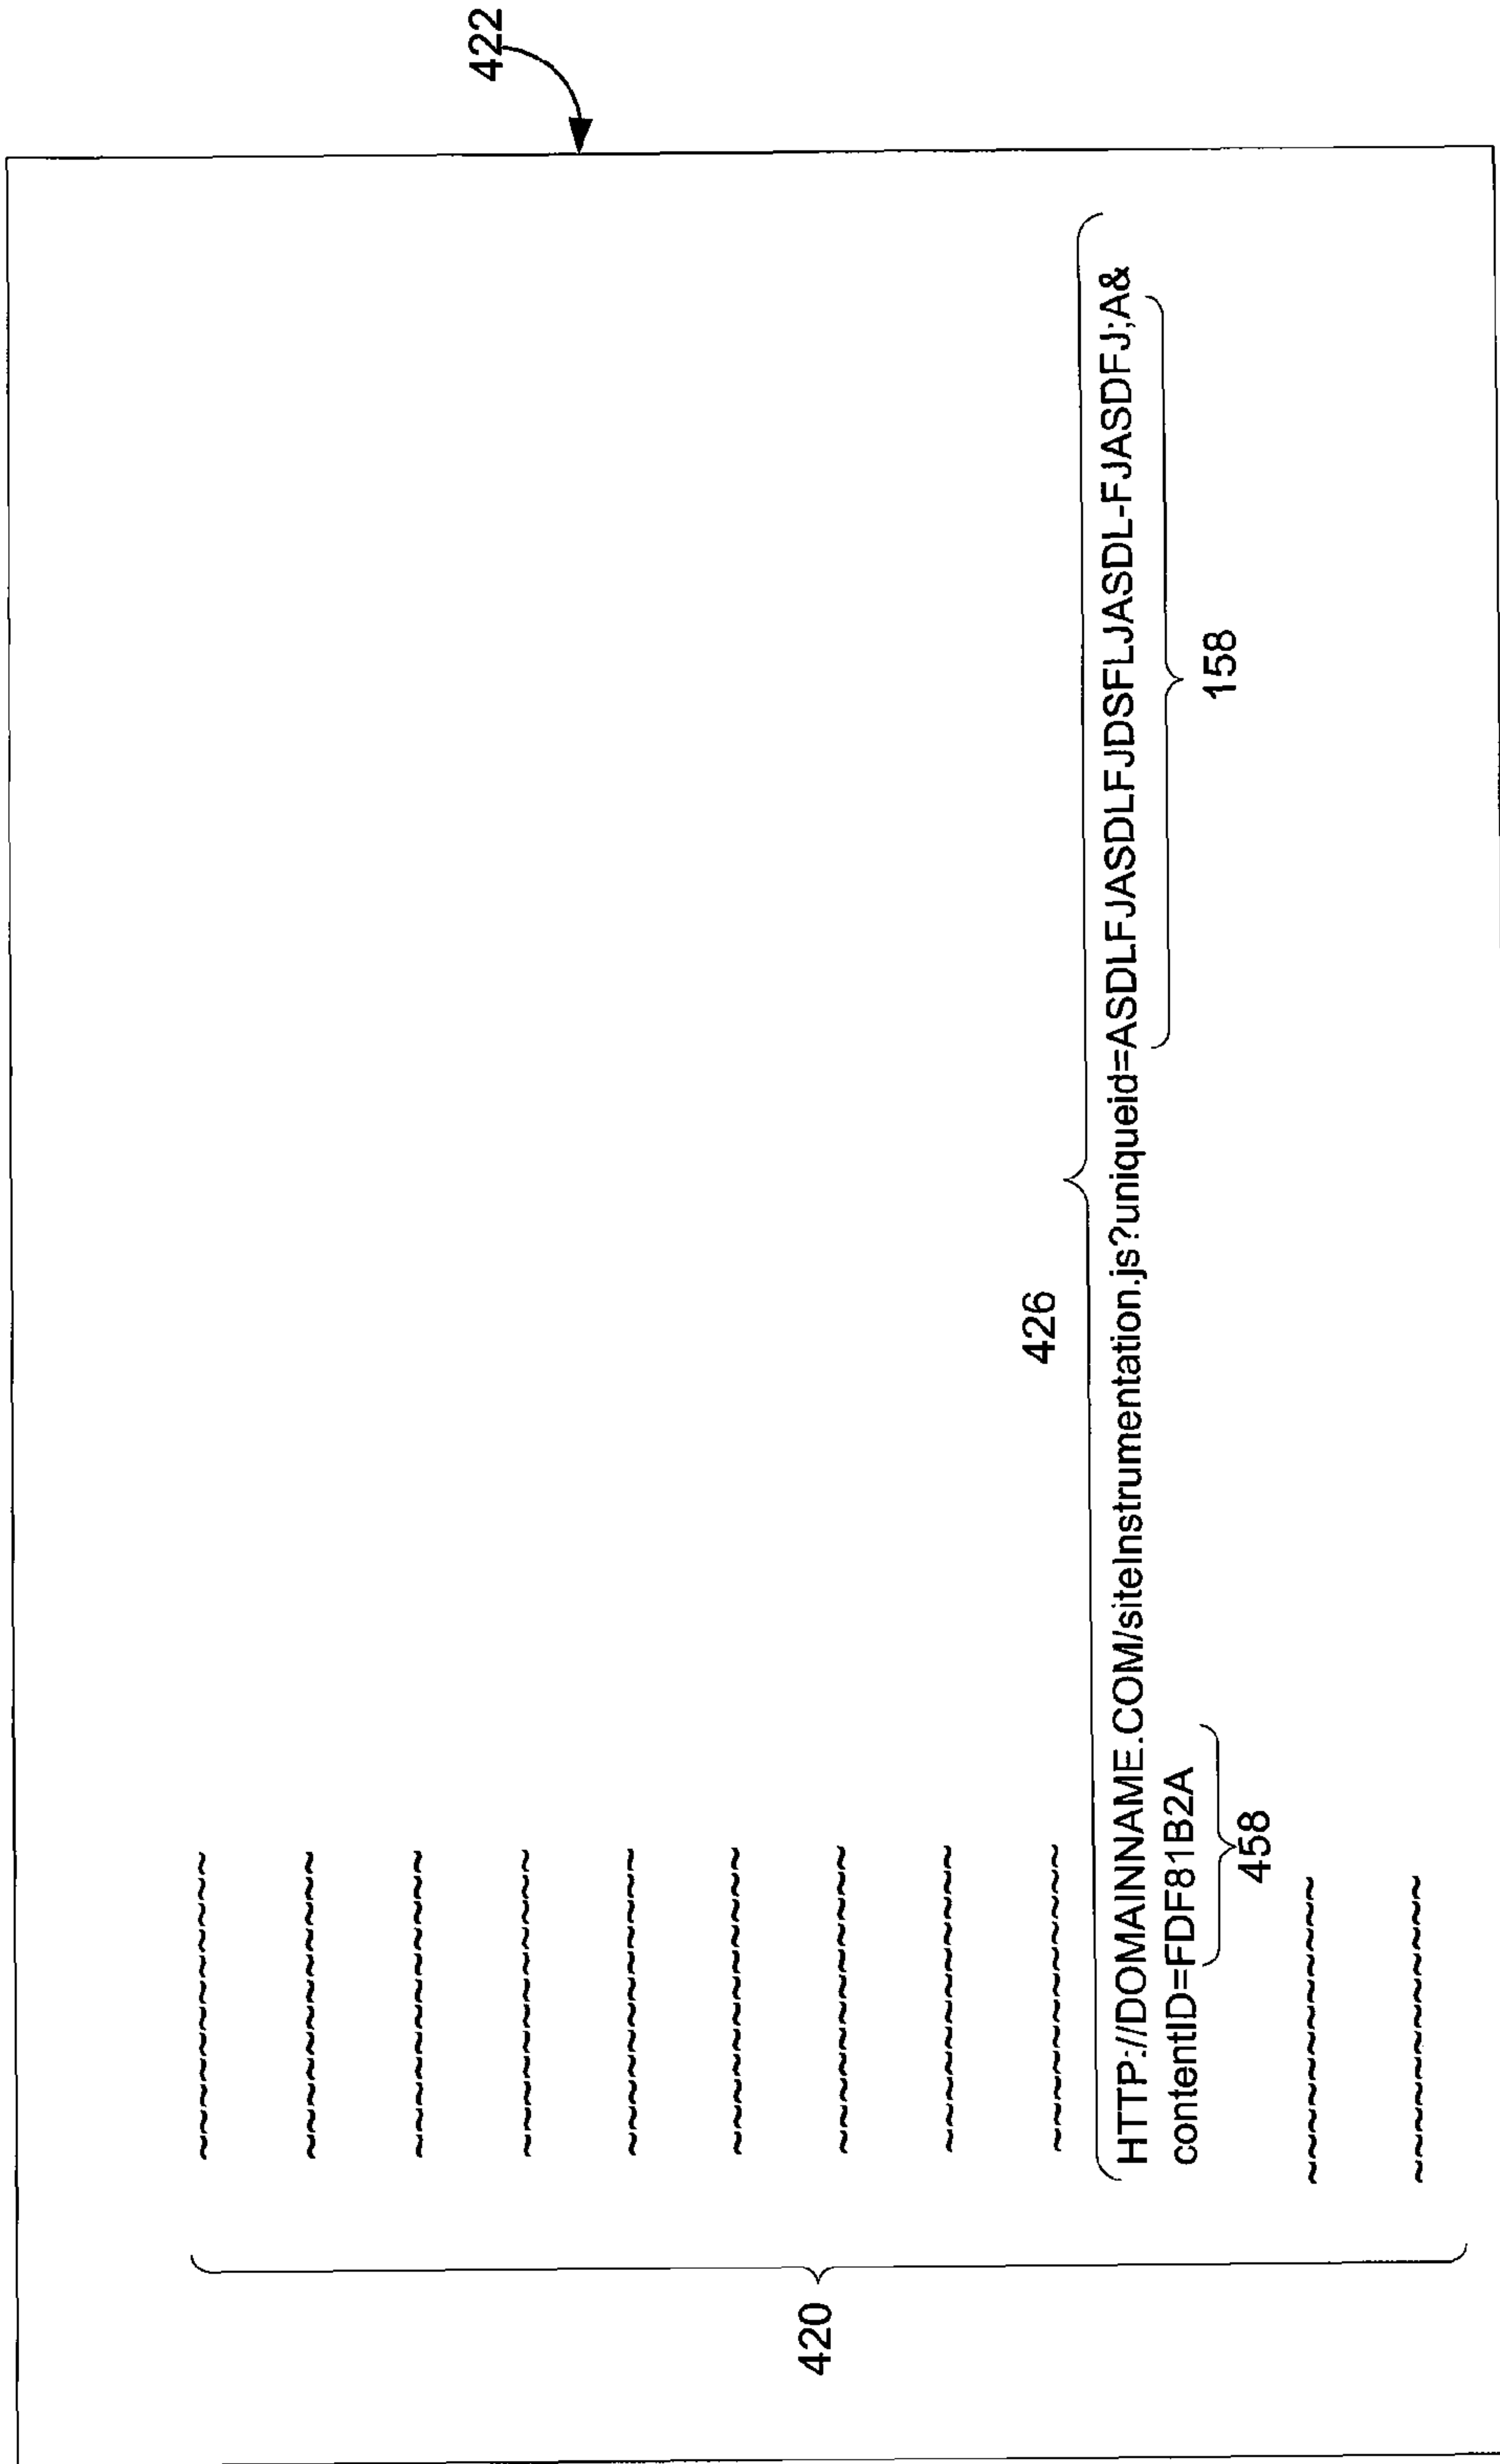 422
426
HTTP://DOMAINNAME.COM/siteInstrumentation.js?uniqueid=ASDLFJASDLFJDSFLJASDL-FJASDFJ;A&
contentID=FDF81B2A
158
458
420